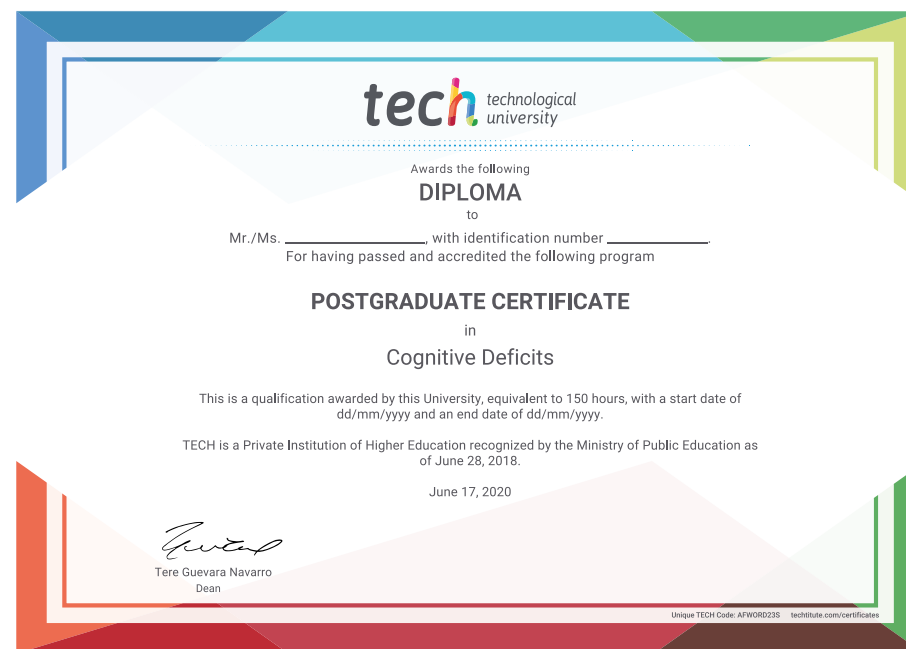 tech technological
university
Awards the following
DIPLOMA
to
Mr./Ms. ____________________, with identification number ______________.
For having passed and accredited the following program
POSTGRADUATE CERTIFICATE
in
Cognitive Deficits
This is a qualification awarded by this University, equivalent to 150 hours, with a start date of
dd/mm/yyyy and an end date of dd/mm/yyyy.
TECH is a Private Institution of Higher Education recognized by the Ministry of Public Education as
of June 28, 2018.
June 17, 2020
Tere Guevara Navarro
Dean
Unique TECH Code: AFWORD23S techtitute.com/certificates